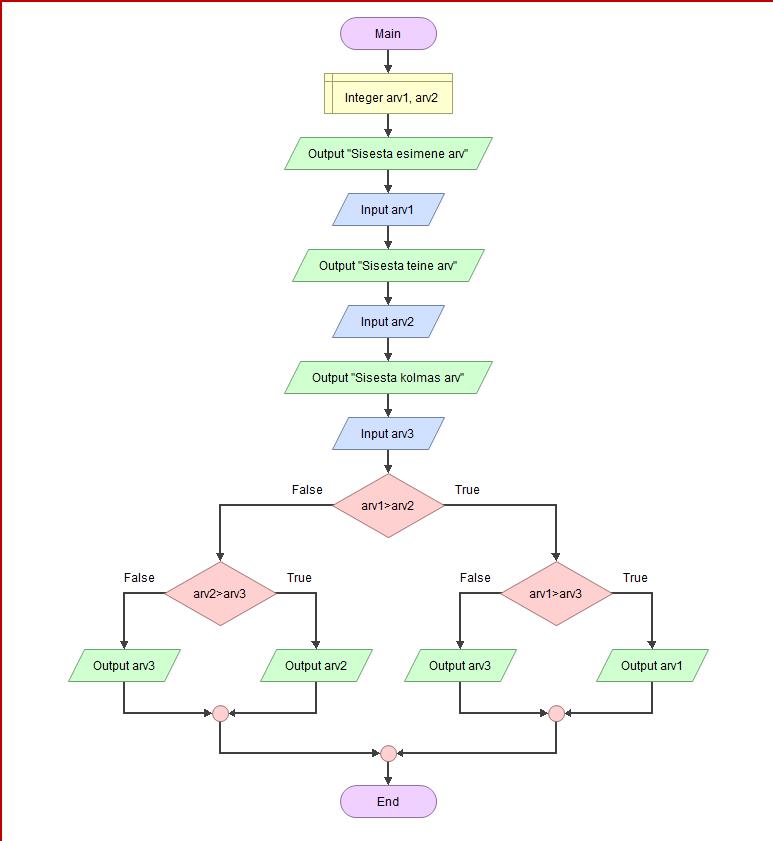 Main
Integer arv1, arv2
Output "Sisesta esimene arv"
Input arv1
Output "Sisesta teine arv"
Input arv2
Output "Sisesta kolmas arv"
Input arv3
False
True
arv1>arv2
False
True
False
True
arv2>arv3
arv1>arv3
Output arv3
Output arv2
Output arv3
Output arv1
End